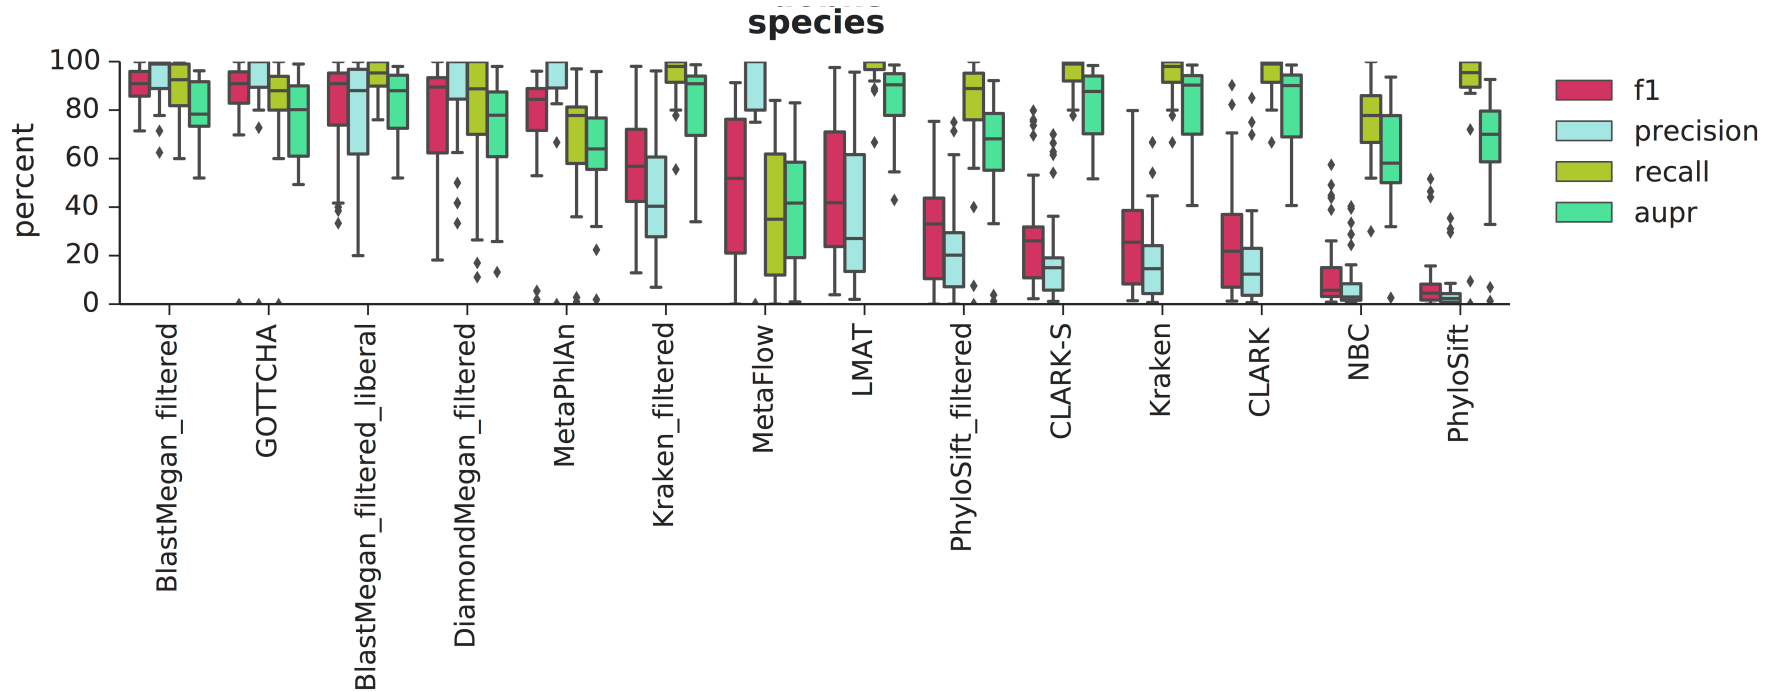 species
percent
100
80
60
40
20
0
BlastMegan_filtered
GOTTCHA
BlastMegan_filtered_liberal
DiamondMegan_filtered
MetaPhlAn
Kraken_filtered
MetaFlow
LMAT
PhyloSift_filtered
CLARK-S
Kraken
CLARK
NBC
PhyloSift
f1
precision
recall
aupr